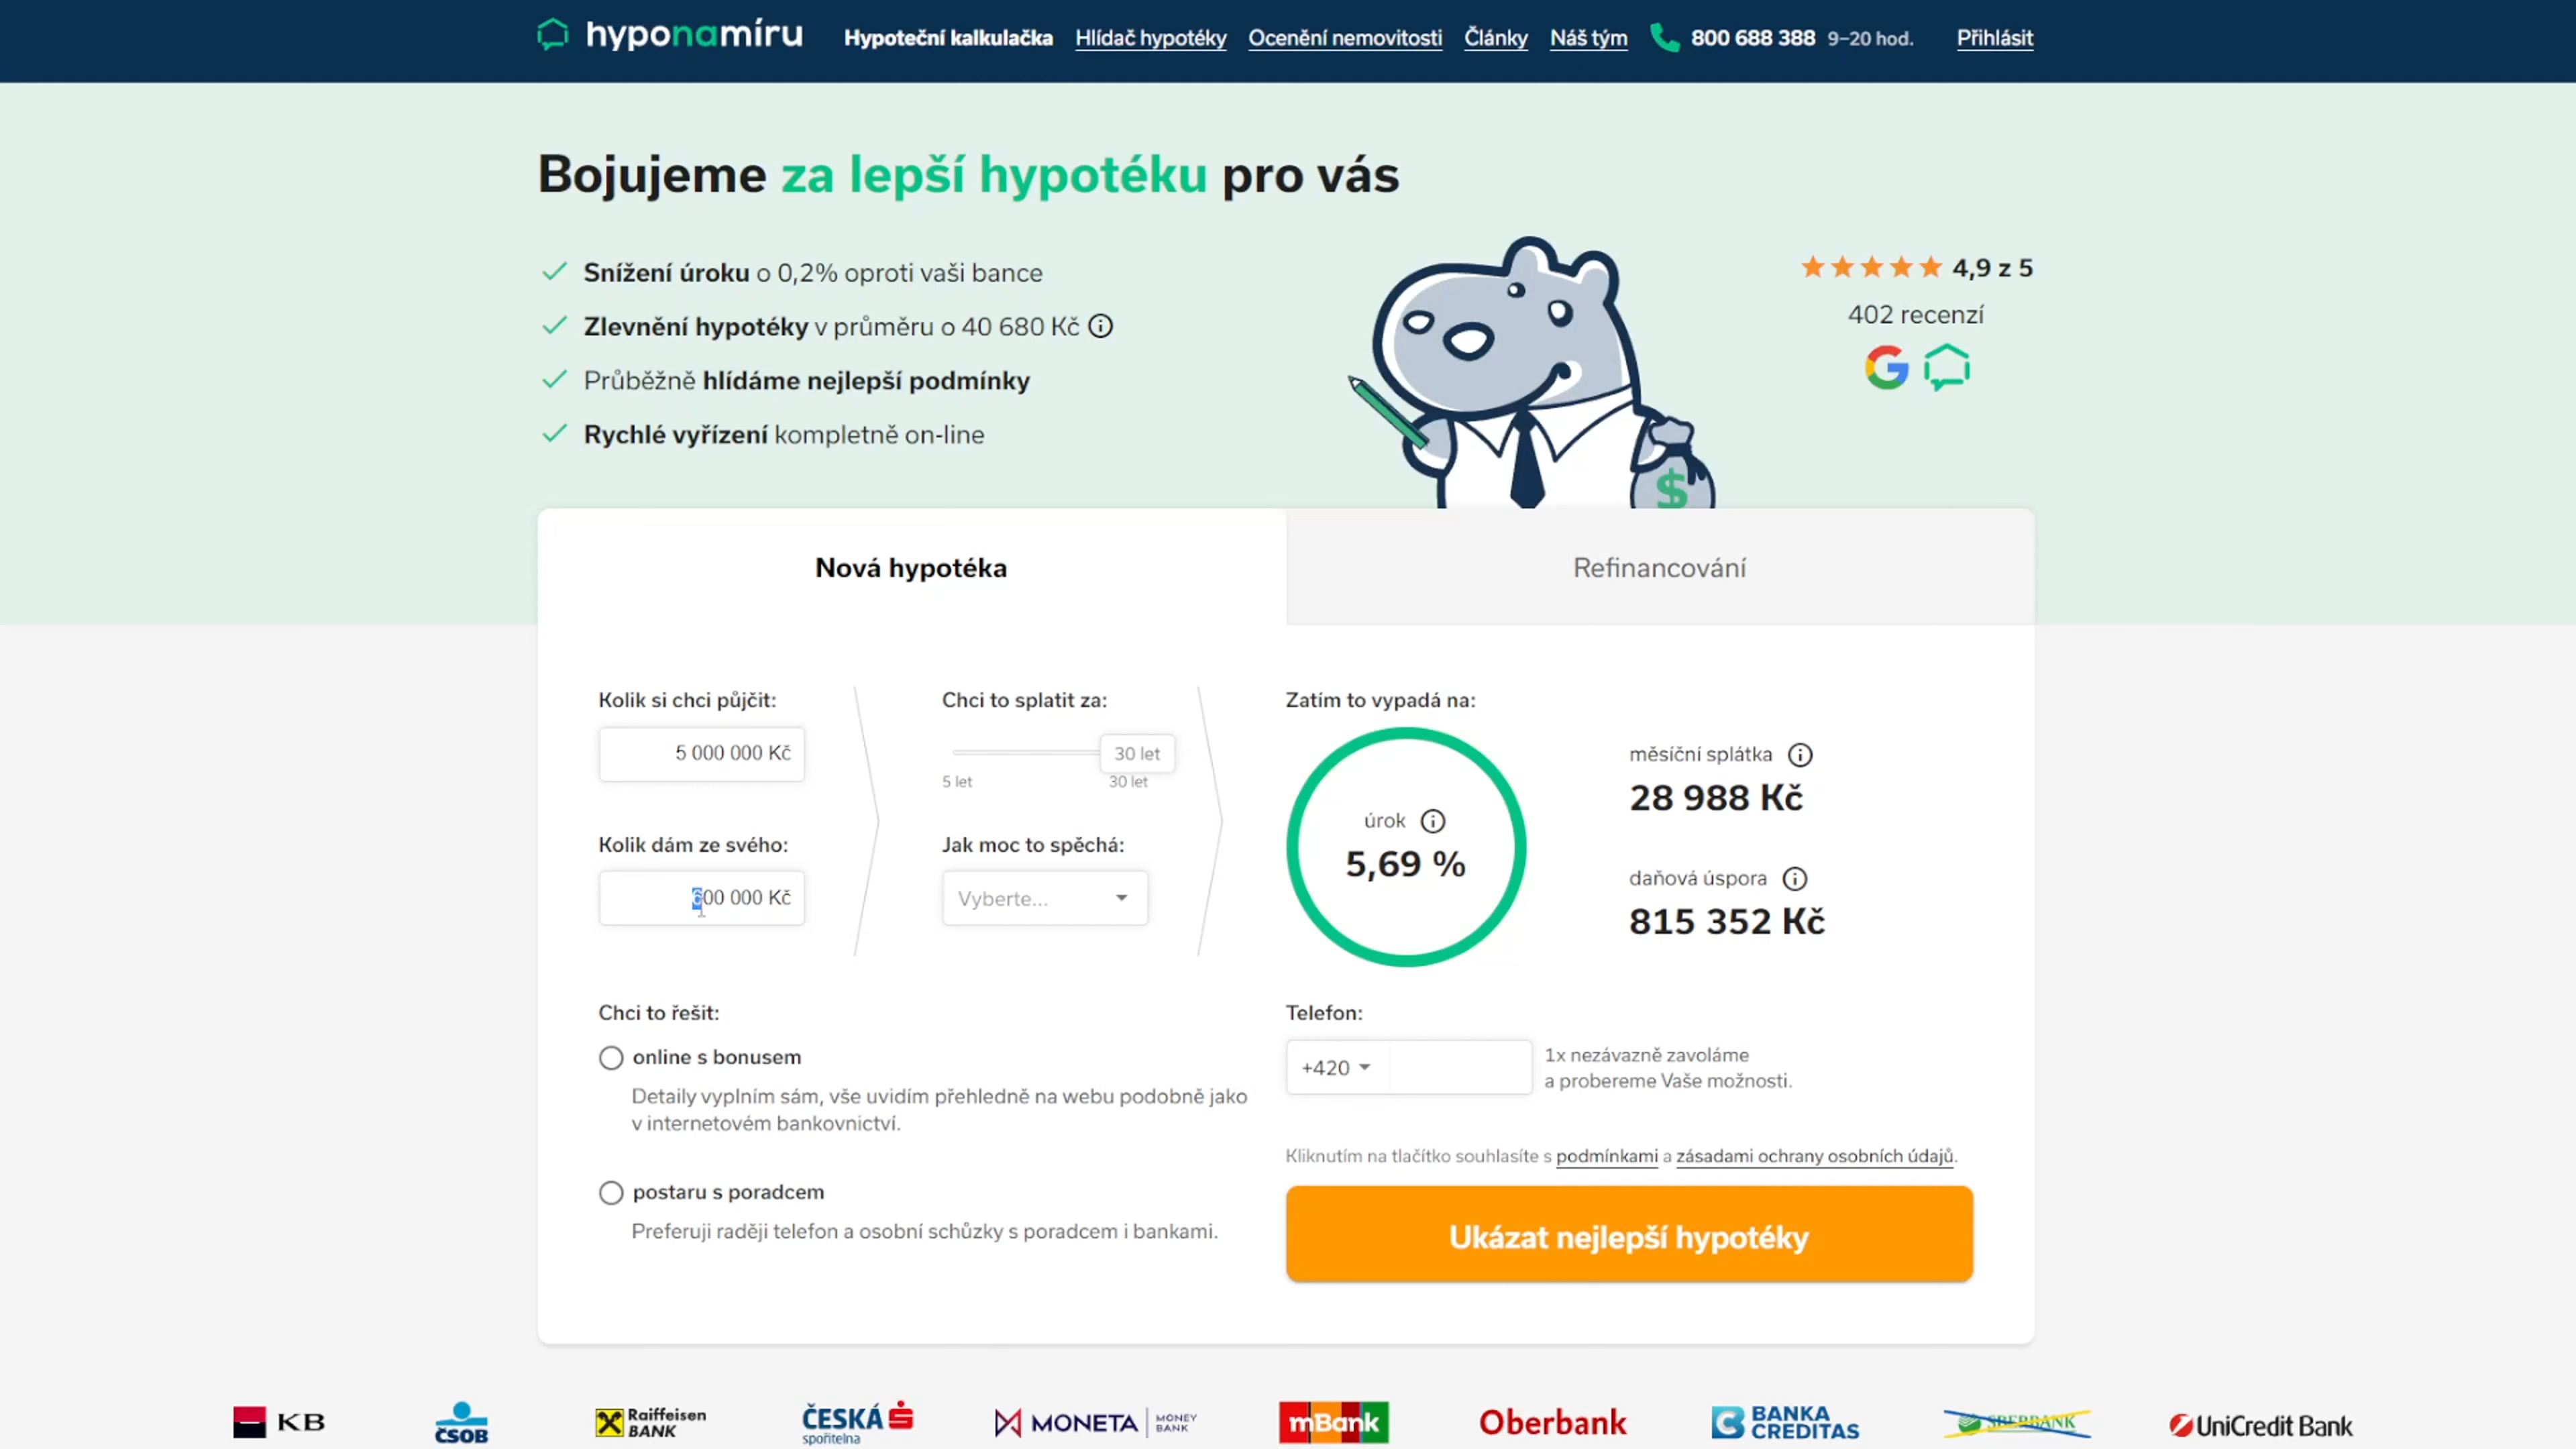 hyponamíru Hypoteční kalkulačka Hlídač hypotéky Ocenění nemovitosti Články Náš tým 800 688 388 9–20 hod. Přihlásit
Bojujeme za lepší hypotéku pro vás
Snížení úroku o 0,2% oproti vaši bance
Zlevnění hypotéky v průměru o 40 680 Kč
Průběžně hlídáme nejlepší podmínky
Rychlé vyřízení kompletně on-line
4,9 z 5
402 recenzí
$
Nová hypotéka
Refinancování
Kolik si chci půjčit:
5 000 000 Kč
Kolik dám ze svého:
600 000 Kč
Chci to splatit za:
30 let
5 let 30 let
Jak moc to spěchá:
Vyberte...
Zatím to vypadá na:
úrok
5,69 %
měsíční splátka
28 988 Kč
daňová úspora
815 352 Kč
Chci to řešit:
online s bonusem
Detaily vyplním sám, vše uvidím přehledně na webu podobně jako
v internetovém bankovnictví.
postaru s poradcem
Preferuji raději telefon a osobní schůzky s poradcem i bankami.
Telefon:
+420
1x nezávazně zavoláme
a probereme Vaše možnosti.
Kliknutím na tlačítko souhlasíte s podmínkami a zásadami ochrany osobních údajů.
Ukázat nejlepší hypotéky
KB
ČSOB
Raiffeisen
BANK
ČESKÁ
spořitelna
MONETA MONEY
BANK
mBank
Oberbank
BANKA
CREDITAS
SBERBANK
UniCredit Bank